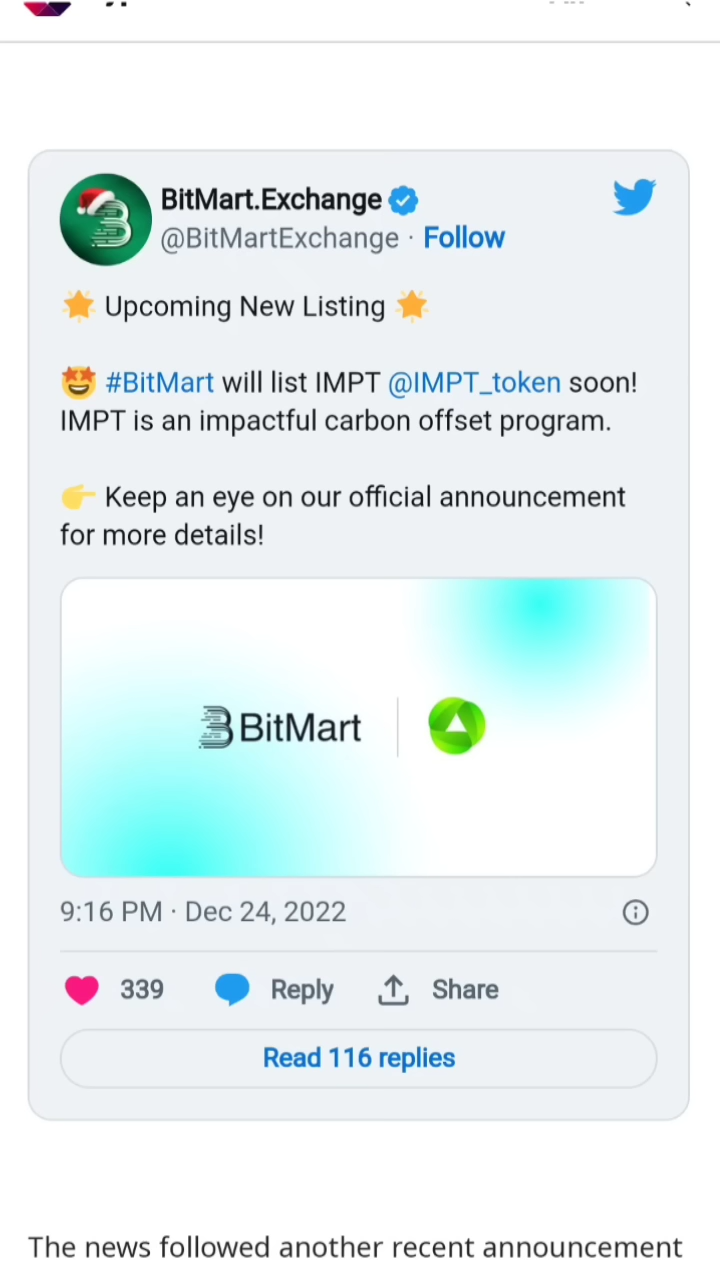 BitMart.Exchange
@BitMartExchange · Follow
🌟 Upcoming New Listing 🌟
🤩 #BitMart will list IMPT @IMPT_token soon!
IMPT is an impactful carbon offset program.
👉 Keep an eye on our official announcement
for more details!
BitMart
9:16 PM · Dec 24, 2022
339 Reply Share
Read 116 replies
The news followed another recent announcement